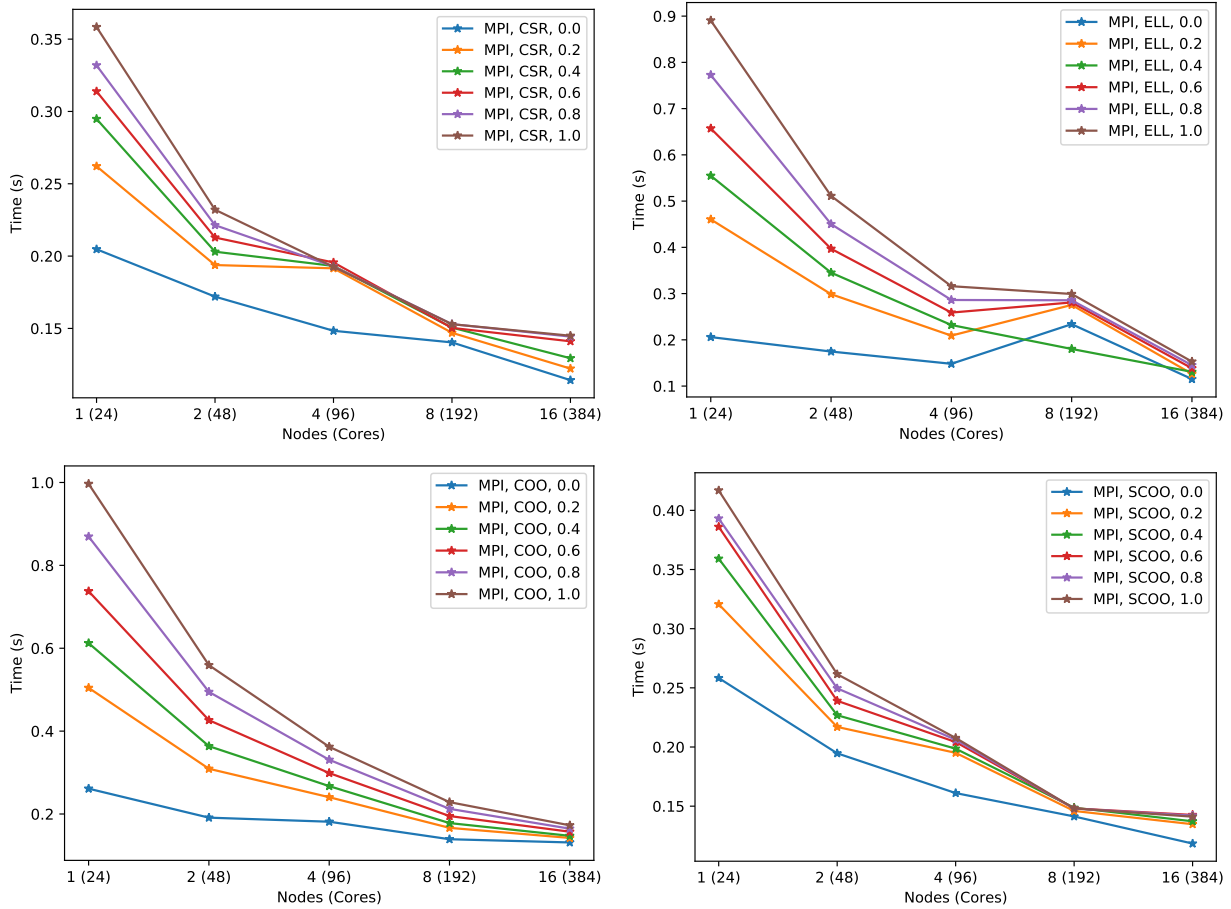 0.35
0.30
0.25
0.20
0.15
Time (s)
MPI, CSR, 0.0
MPI, CSR, 0.2
MPI, CSR, 0.4
MPI, CSR, 0.6
MPI, CSR, 0.8
MPI, CSR, 1.0
1 (24) 2 (48) 4 (96) 8 (192) 16 (384)
Nodes (Cores)
0.9
0.8
0.7
0.6
0.5
0.4
0.3
0.2
0.1
Time (s)
MPI, ELL, 0.0
MPI, ELL, 0.2
MPI, ELL, 0.4
MPI, ELL, 0.6
MPI, ELL, 0.8
MPI, ELL, 1.0
1 (24) 2 (48) 4 (96) 8 (192) 16 (384)
Nodes (Cores)
1.0
0.8
0.6
0.4
0.2
Time (s)
MPI, COO, 0.0
MPI, COO, 0.2
MPI, COO, 0.4
MPI, COO, 0.6
MPI, COO, 0.8
MPI, COO, 1.0
1 (24) 2 (48) 4 (96) 8 (192) 16 (384)
Nodes (Cores)
0.40
0.35
0.30
0.25
0.20
0.15
Time (s)
MPI, SCOO, 0.0
MPI, SCOO, 0.2
MPI, SCOO, 0.4
MPI, SCOO, 0.6
MPI, SCOO, 0.8
MPI, SCOO, 1.0
1 (24) 2 (48) 4 (96) 8 (192) 16 (384)
Nodes (Cores)